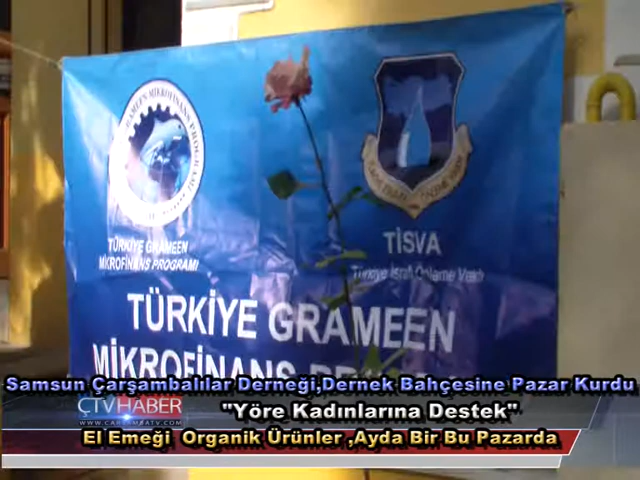 TÜRKİYE GRAMEEN
MİKROFİNANS PROGRAMI
TİSVA
Türkiye İsrafı Önleme Vakfı
TÜRKİYE GRAMEEN
MİKROFİNANS
Samsun Çarşambalılar Derneği,Dernek Bahçesine Pazar Kurdu
ÇTVHABER
WWW.CARSAMBATV.COM
"Yöre Kadınlarına Destek"
El Emeği Organik Ürünler ,Ayda Bir Bu Pazarda